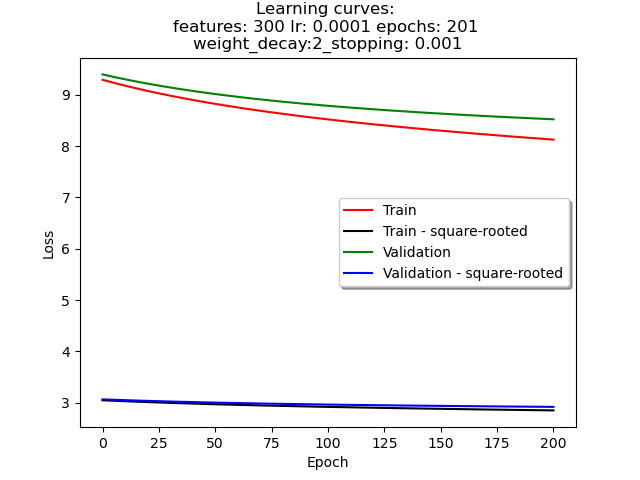 Learning curves:
features: 300 lr: 0.0001 epochs: 201
weight_decay:2_stopping: 0.001
9
8
7
6
5
4
3
Loss
Train
Train - square-rooted
Validation
Validation - square-rooted
0 25 50 75 100 125 150 175 200
Epoch